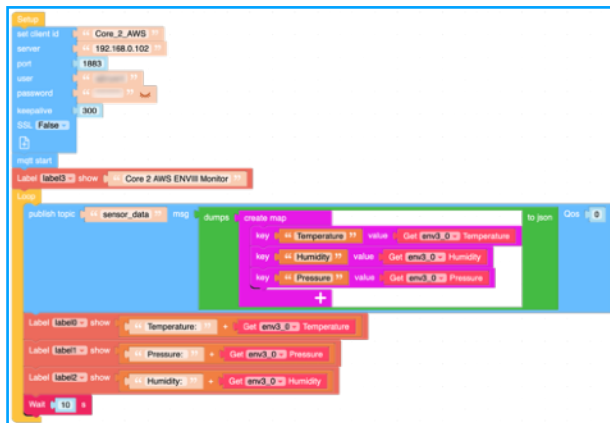 Setup
set client id “ Core_2_AWS ”
server “ 192.168.0.102 ”
port 1883
user “ ”
password “ ”
keepalive 300
SSL False
mqtt start
Label label3 show “ Core 2 AWS ENVIII Monitor ”
Loop
publish topic “ sensor_data ” msg dumps create map to json Qos 0
key “ Temperature ” value Get env3_0 Temperature
key “ Humidity ” value Get env3_0 Humidity
key “ Pressure ” value Get env3_0 Pressure
+
Label label0 show “ Temperature: ” + Get env3_0 Temperature
Label label1 show “ Pressure: ” + Get env3_0 Pressure
Label label2 show “ Humidity: ” + Get env3_0 Humidity
Wait 10 s